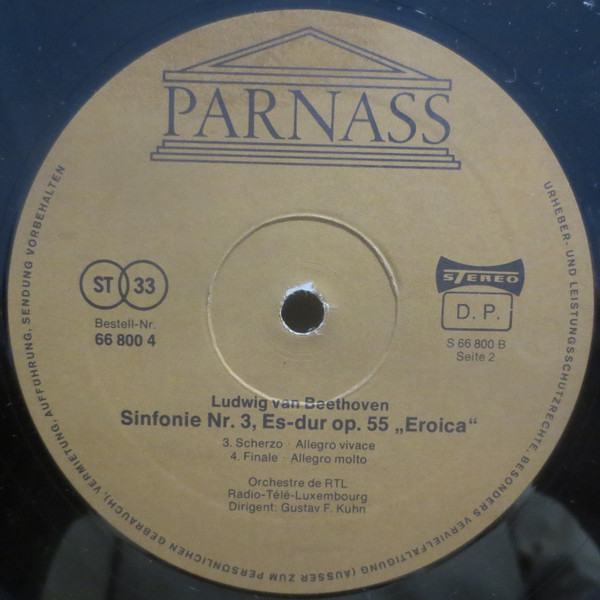 PARNASS
ST 33
Bestell-Nr.
66 800 4
STEREO
D. P.
S 66 800 B
Seite 2
Ludwig van Beethoven
Sinfonie Nr. 3, Es-dur op. 55 „Eroica“
3. Scherzo · Allegro vivace
4. Finale · Allegro molto
Orchestre de RTL
Radio-Télé-Luxembourg
Dirigent: Gustav F. Kuhn
URHEBER- UND LEISTUNGSSCHUTZRECHTE, BESONDERS VERVIELFÄLTIGUNG (AUSSER ZUM PERSÖNLICHEN GEBRAUCH), VERMIETUNG, AUFFÜHRUNG, SENDUNG VORBEHALTEN